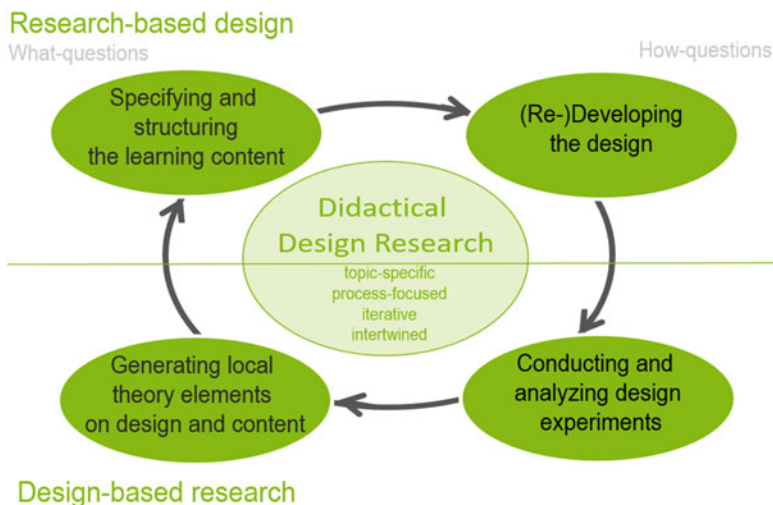 Research-based design
What-questions
How-questions
Specifying and
structuring
the learning content
(Re-)Developing
the design
Didactical
Design Research
topic-specific
process-focused
iterative
intertwined
Generating local
theory elements
on design and content
Conducting and
analyzing design
experiments
Design-based research